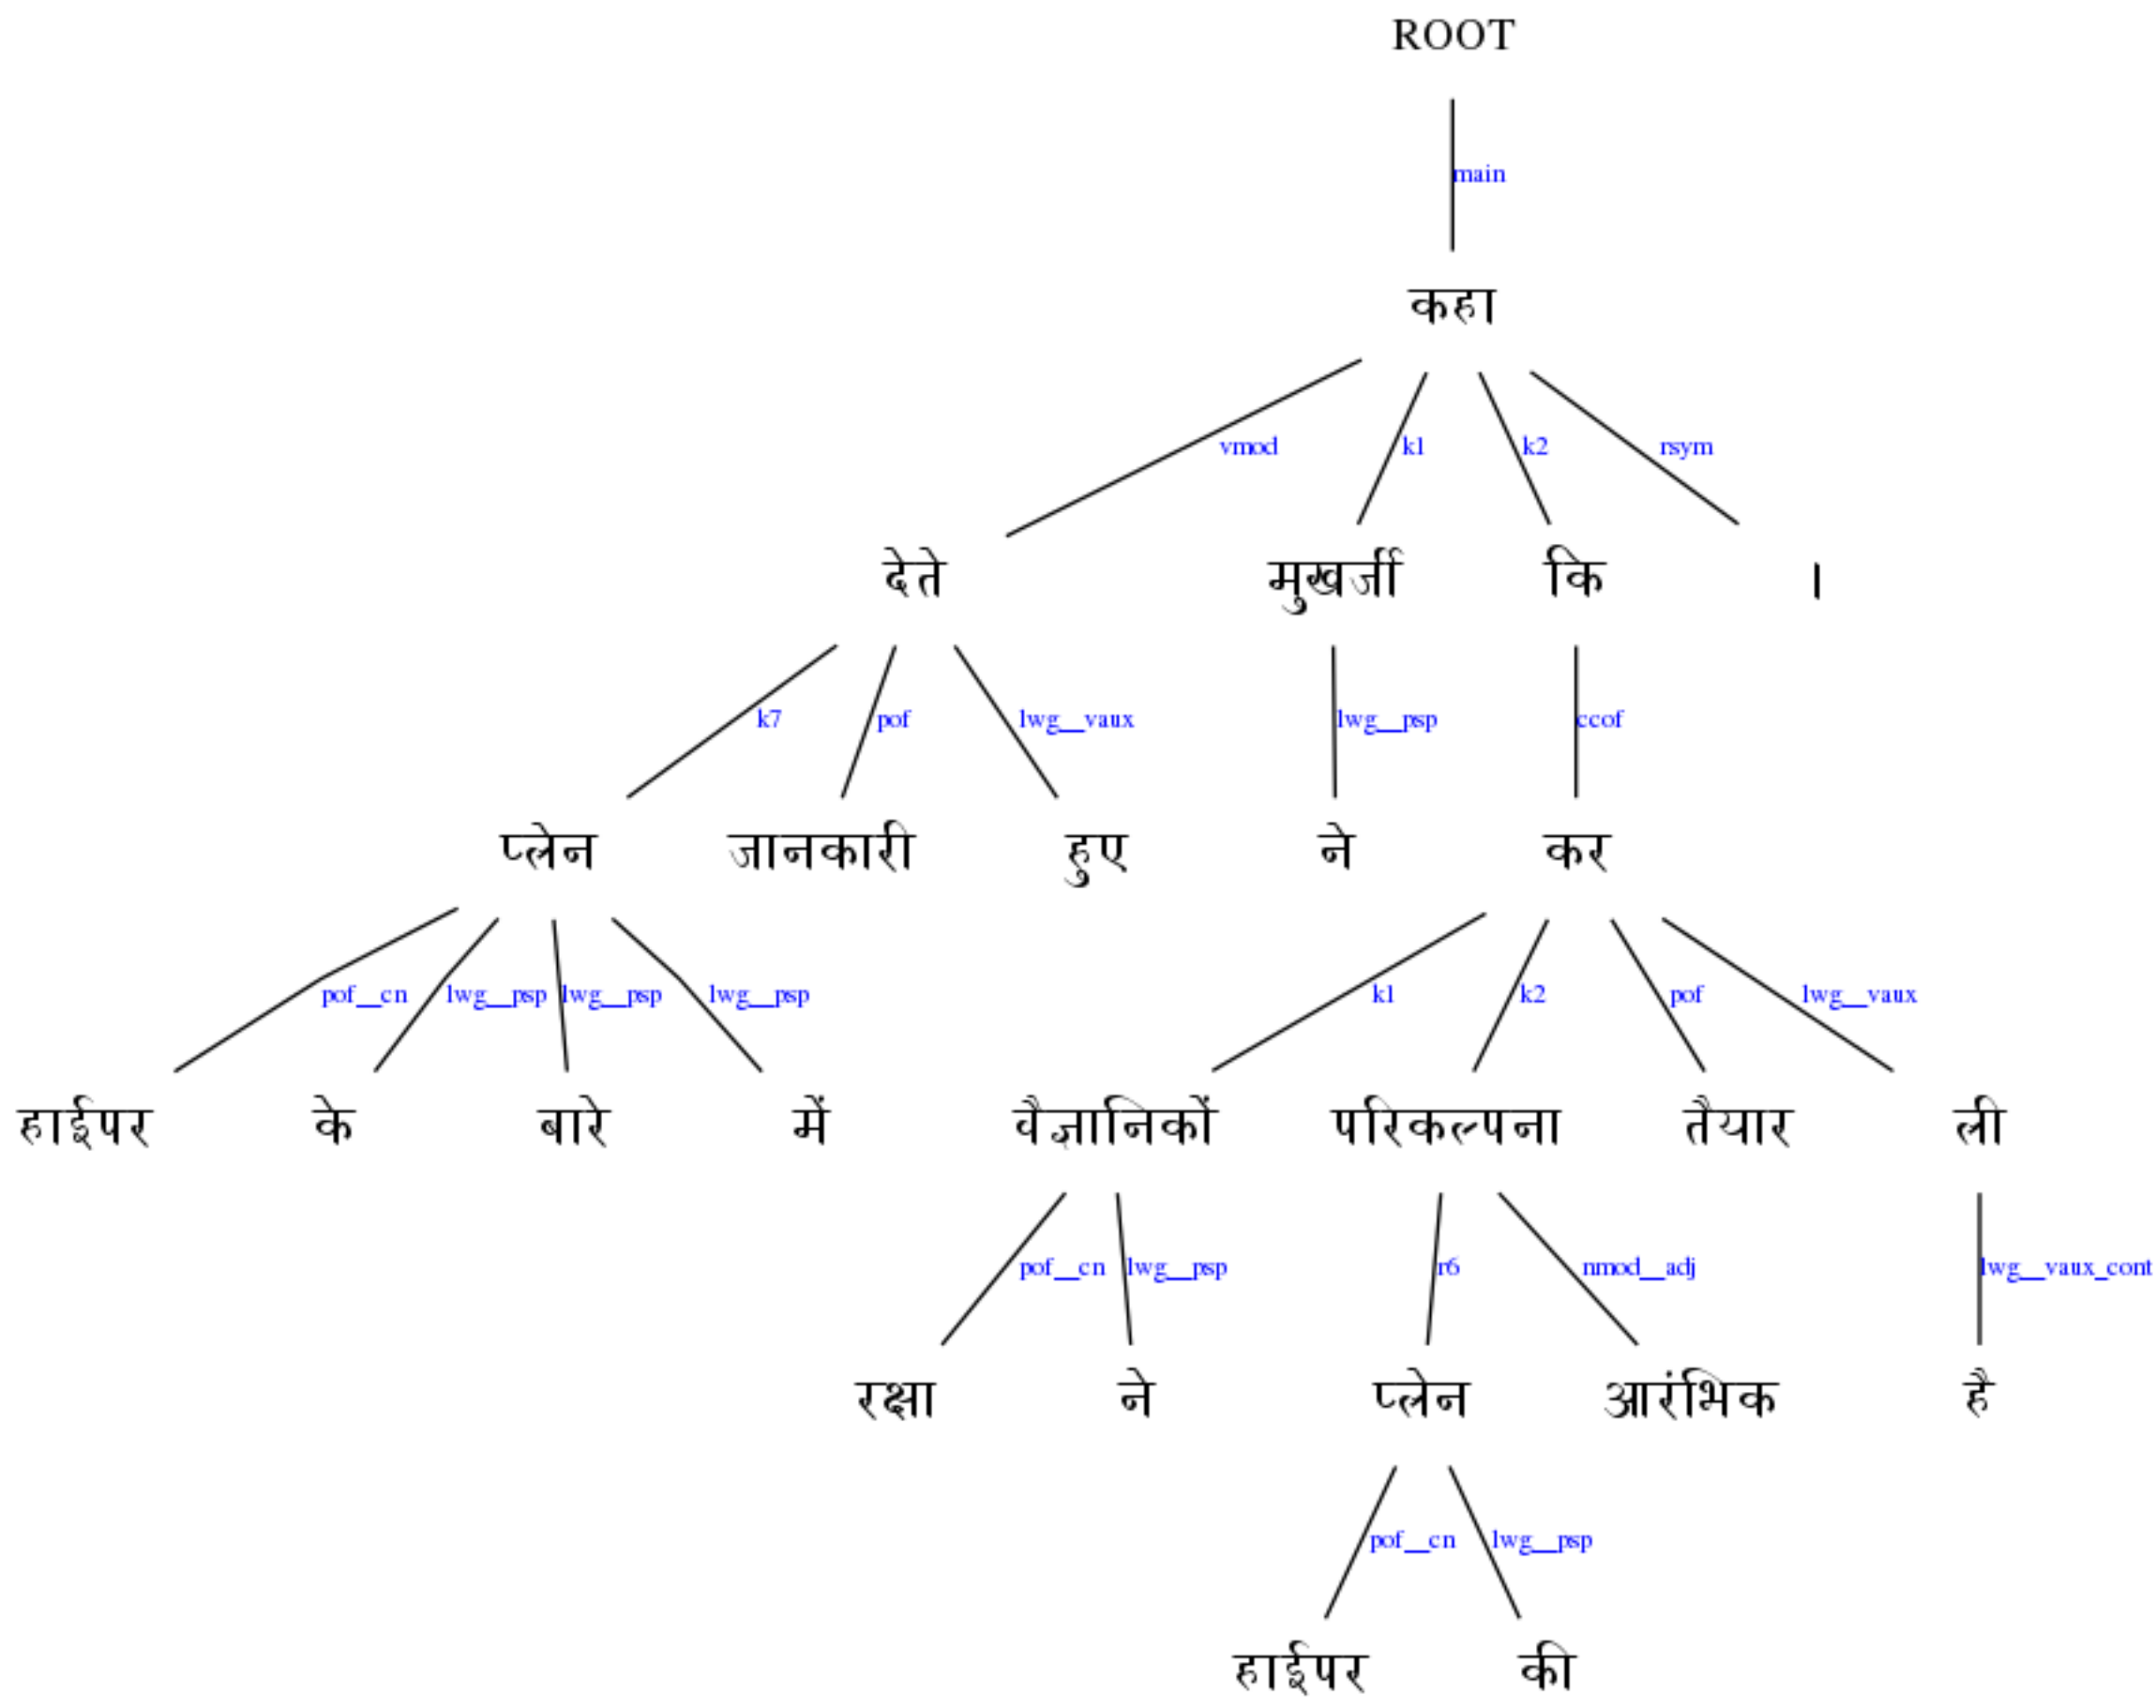 ROOT
main
कहा
vmod k1 k2 rsym
देते मुखर्जी कि ।
k7 pof lwg__vaux lwg__psp ccof
प्लेन जानकारी हुए ने कर
pof__cn lwg__psp lwg__psp lwg__psp k1 k2 pof lwg__vaux
हाईपर के बारे में वैज्ञानिकों परिकल्पना तैयार ली
pof__cn lwg__psp r6 nmod__adj lwg__vaux_cont
रक्षा ने प्लेन आरंभिक है
pof__cn lwg__psp
हाईपर की